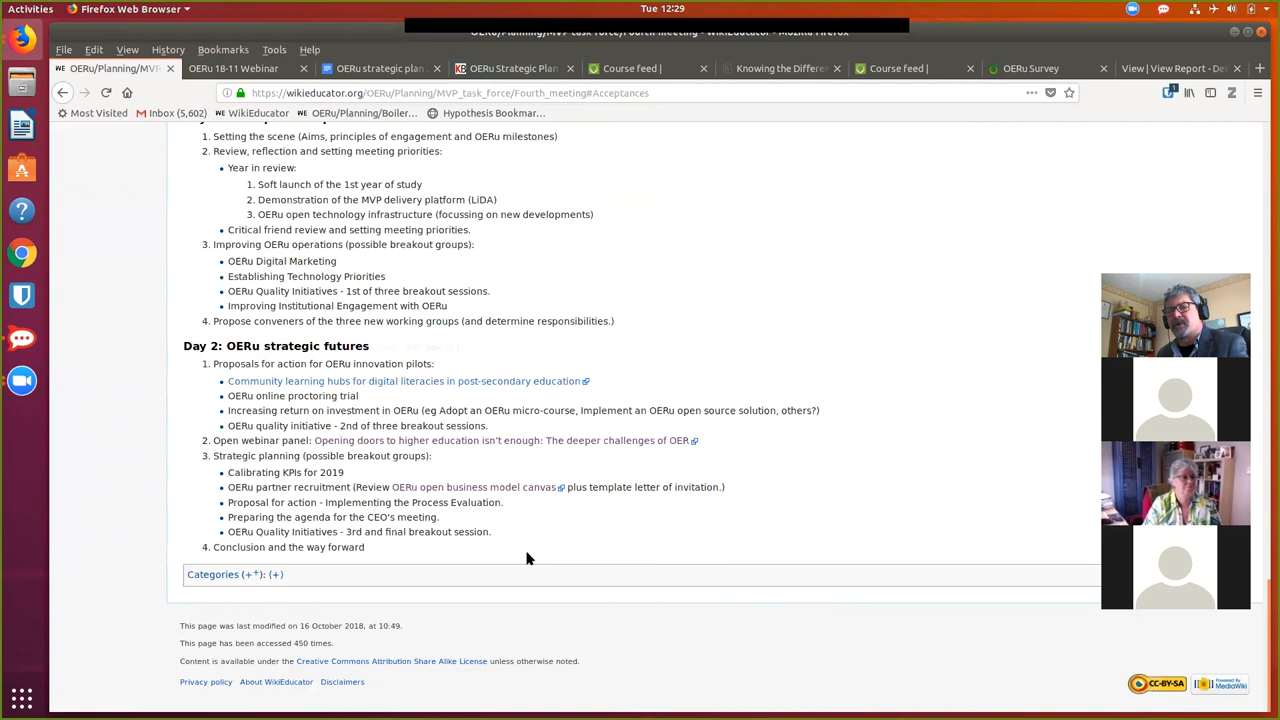 Activities Firefox Web Browser Tue 12:29
OERu/Planning/MVP task force/Fourth meeting - WikiEducator - Mozilla Firefox
File Edit View History Bookmarks Tools Help
OERu/Planning/MVP OERu 18-11 Webinar OERu strategic plan OERu Strategic Plan Course feed | Knowing the Differe Course feed | OERu Survey View | View Report - De
https://wikieducator.org/OERu/Planning/MVP_task_force/Fourth_meeting#Acceptances
Most Visited Inbox (5,602) WikiEducator OERu/Planning/Boiler... Hypothesis Bookmar...
1. Setting the scene (Aims, principles of engagement and OERu milestones)
2. Review, reflection and setting meeting priorities:
Year in review:
1. Soft launch of the 1st year of study
2. Demonstration of the MVP delivery platform (LiDA)
3. OERu open technology infrastructure (focussing on new developments)
Critical friend review and setting meeting priorities.
3. Improving OERu operations (possible breakout groups):
OERu Digital Marketing
Establishing Technology Priorities
OERu Quality Initiatives - 1st of three breakout sessions.
Improving Institutional Engagement with OERu
4. Propose conveners of the three new working groups (and determine responsibilities.)
Day 2: OERu strategic futures
1. Proposals for action for OERu innovation pilots:
Community learning hubs for digital literacies in post-secondary education
OERu online proctoring trial
Increasing return on investment in OERu (eg Adopt an OERu micro-course, Implement an OERu open source solution, others?)
OERu quality initiative - 2nd of three breakout sessions.
2. Open webinar panel: Opening doors to higher education isn't enough: The deeper challenges of OER
3. Strategic planning (possible breakout groups):
Calibrating KPIs for 2019
OERu partner recruitment (Review OERu open business model canvas plus template letter of invitation.)
Proposal for action - Implementing the Process Evaluation.
Preparing the agenda for the CEO's meeting.
OERu Quality Initiatives - 3rd and final breakout session.
4. Conclusion and the way forward
Categories (++): (+)
This page was last modified on 16 October 2018, at 10:49.
This page has been accessed 450 times.
Content is available under the Creative Commons Attribution Share Alike License unless otherwise noted.
Privacy policy About WikiEducator Disclaimers
CC-BY-SA Powered By MediaWiki